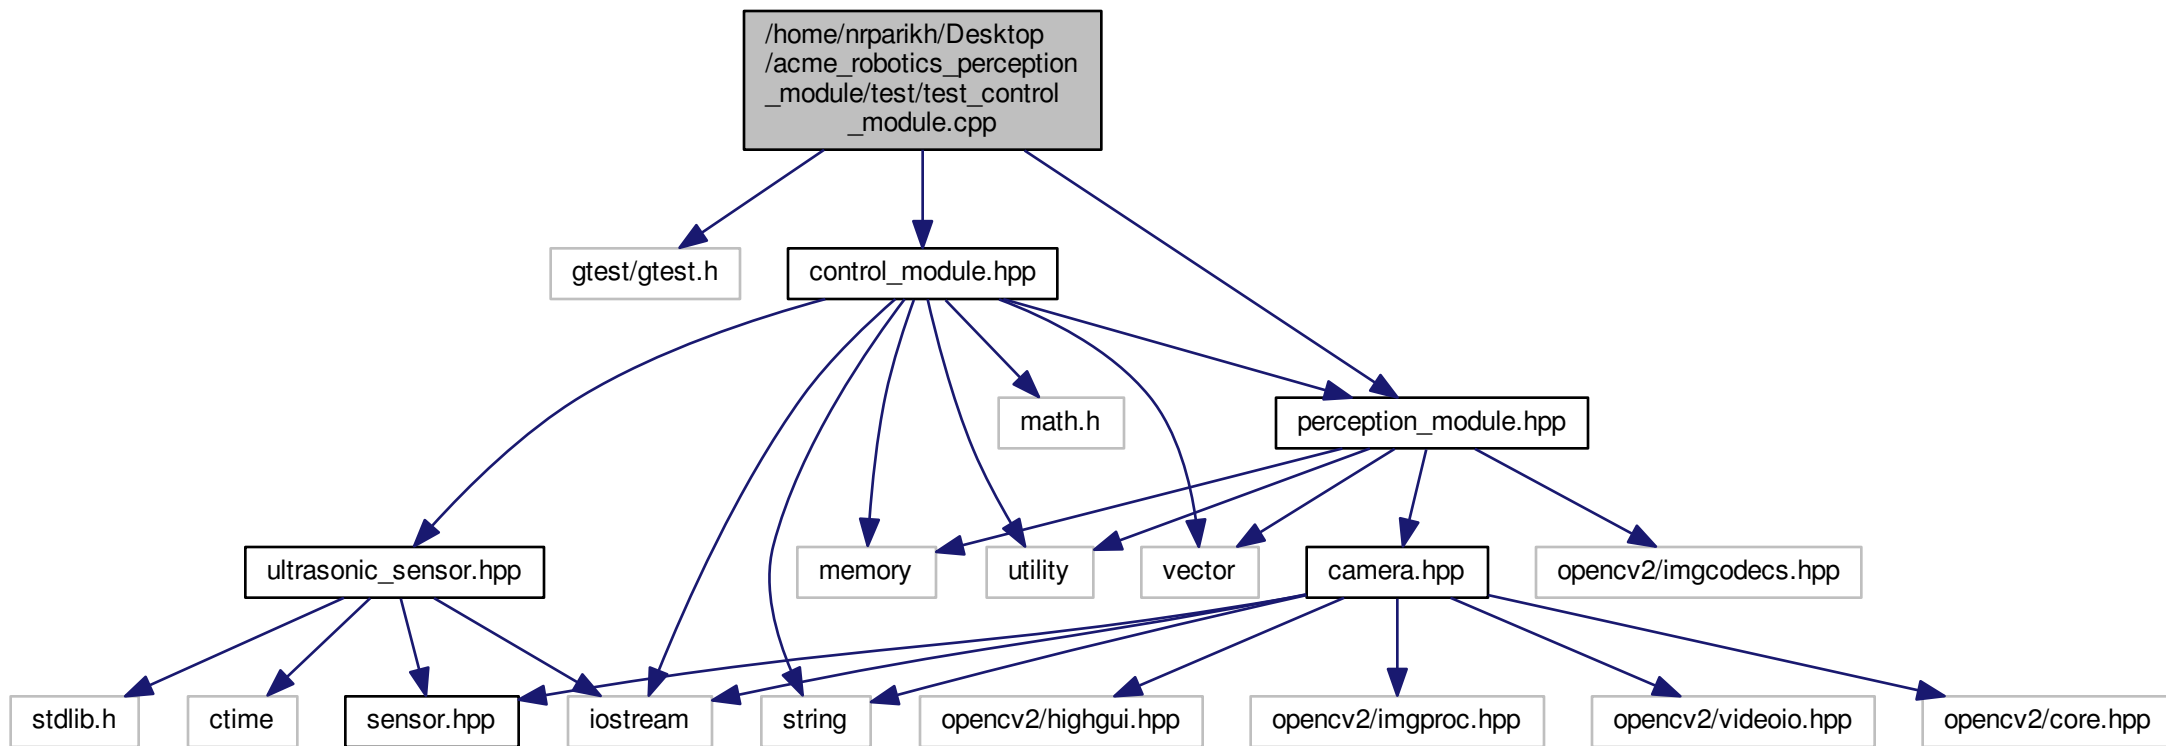 /home/nrparikh/Desktop
/acme_robotics_perception
_module/test/test_control
_module.cpp
gtest/gtest.h
control_module.hpp
math.h
perception_module.hpp
ultrasonic_sensor.hpp
memory
utility
vector
camera.hpp
opencv2/imgcodecs.hpp
stdlib.h
ctime
sensor.hpp
iostream
string
opencv2/highgui.hpp
opencv2/imgproc.hpp
opencv2/videoio.hpp
opencv2/core.hpp